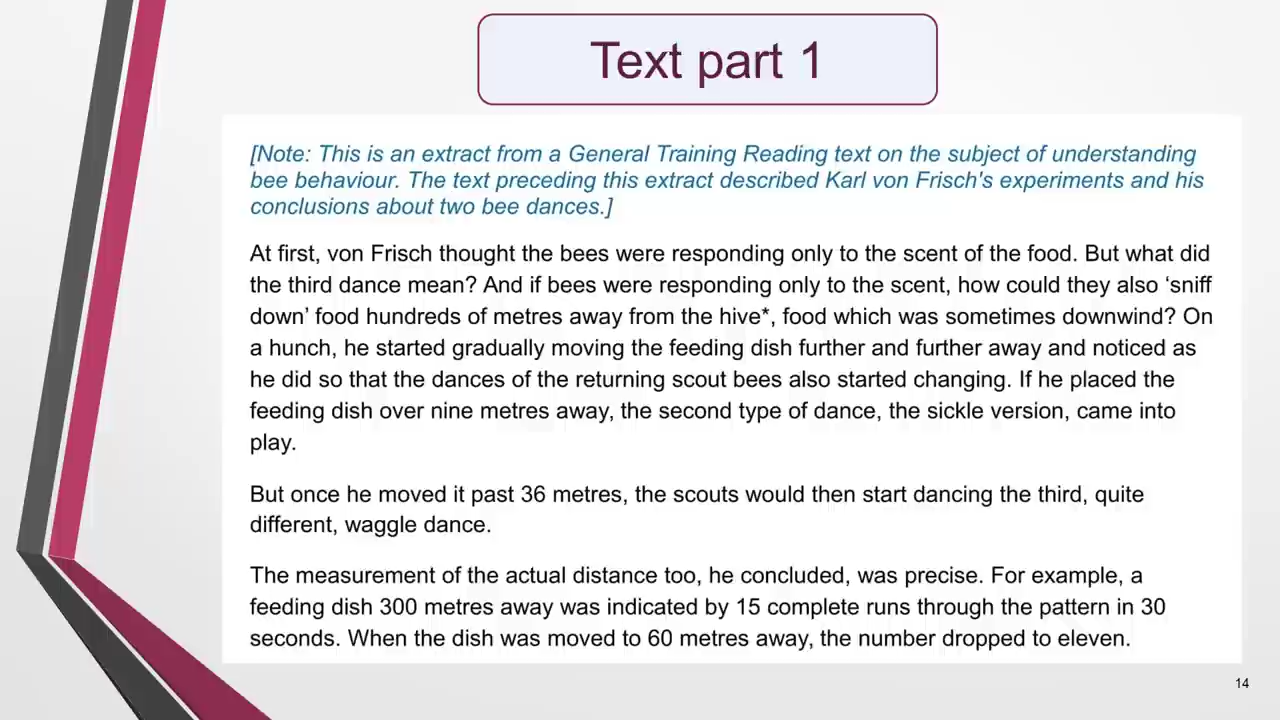 Text part 1
[Note: This is an extract from a General Training Reading text on the subject of understanding
bee behaviour. The text preceding this extract described Karl von Frisch's experiments and his
conclusions about two bee dances.]
At first, von Frisch thought the bees were responding only to the scent of the food. But what did
the third dance mean? And if bees were responding only to the scent, how could they also ‘sniff
down’ food hundreds of metres away from the hive*, food which was sometimes downwind? On
a hunch, he started gradually moving the feeding dish further and further away and noticed as
he did so that the dances of the returning scout bees also started changing. If he placed the
feeding dish over nine metres away, the second type of dance, the sickle version, came into
play.
But once he moved it past 36 metres, the scouts would then start dancing the third, quite
different, waggle dance.
The measurement of the actual distance too, he concluded, was precise. For example, a
feeding dish 300 metres away was indicated by 15 complete runs through the pattern in 30
seconds. When the dish was moved to 60 metres away, the number dropped to eleven.
14